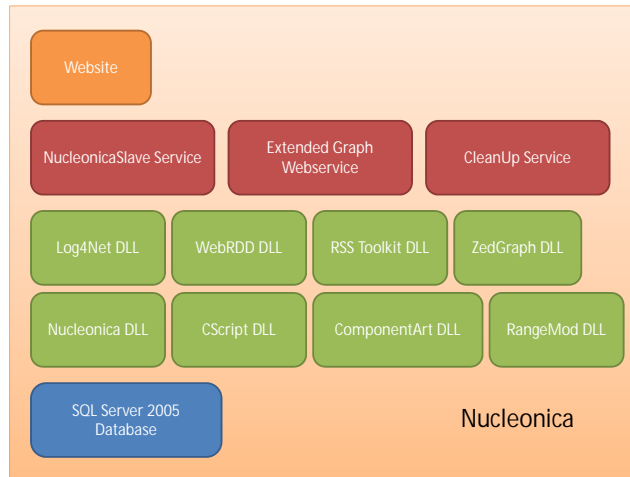 Website
NucleonicaSlave Service
Extended Graph
Webservice
CleanUp Service
Log4Net DLL
WebRDD DLL
RSS Toolkit DLL
ZedGraph DLL
Nucleonica DLL
CScript DLL
ComponentArt DLL
RangeMod DLL
SQL Server 2005
Database
Nucleonica